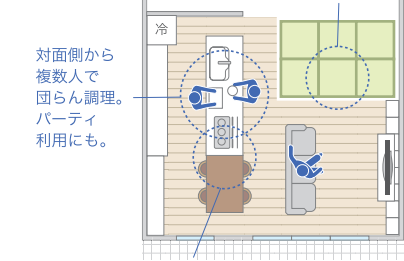 冷
対面側から
複数人で
団らん調理。
パーティ
利用にも。